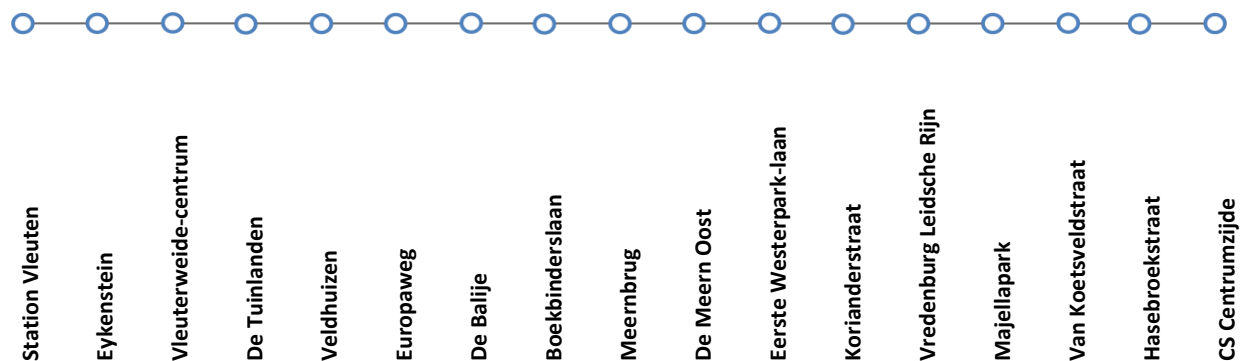 Station Vleuten
Eykenstein
Vleuterweide-centrum
De Tuinlanden
Veldhuizen
Europaweg
De Balije
Boekbinderslaan
Meernbrug
De Meern Oost
Eerste Westerpark-laan
Korianderstraat
Vredenburg Leidsche Rijn
Majellapark
Van Koetsveldstraat
Hasebroekstraat
CS Centrumzijde